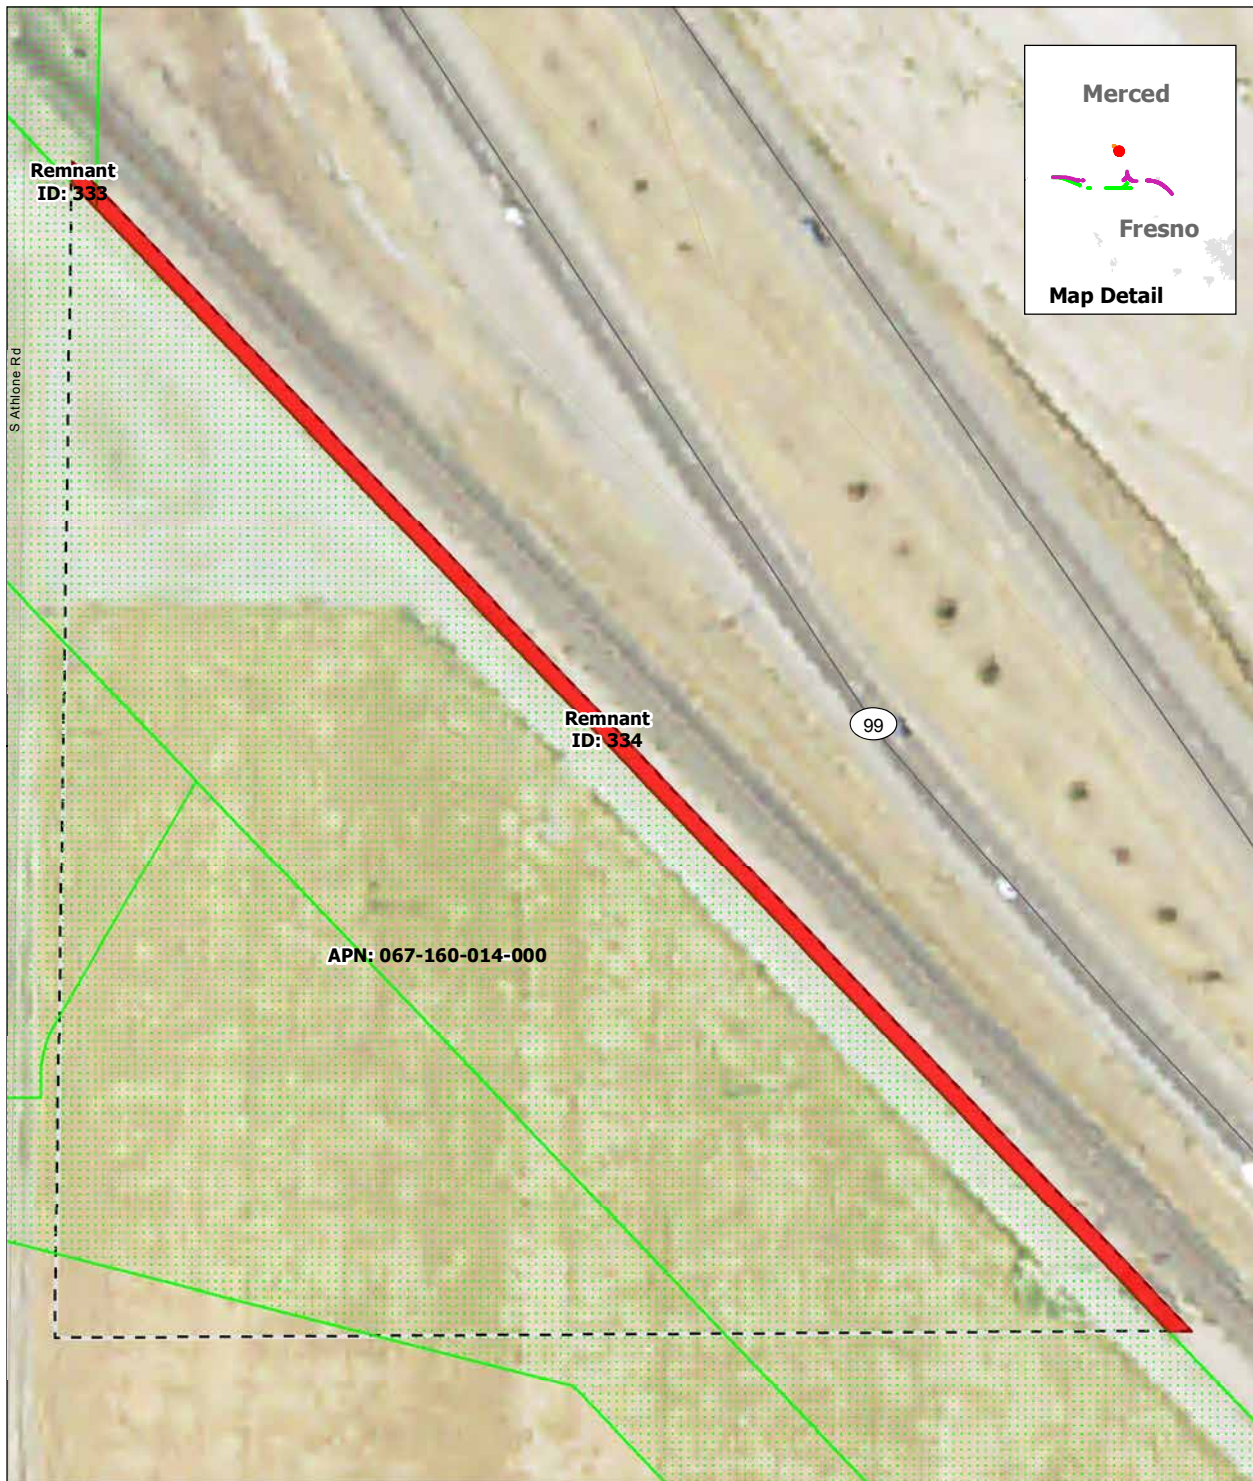 Merced
Fresno
Map Detail
Remnant
ID: 333
S Athlone Rd
Remnant
ID: 334
99
APN: 067-160-014-000